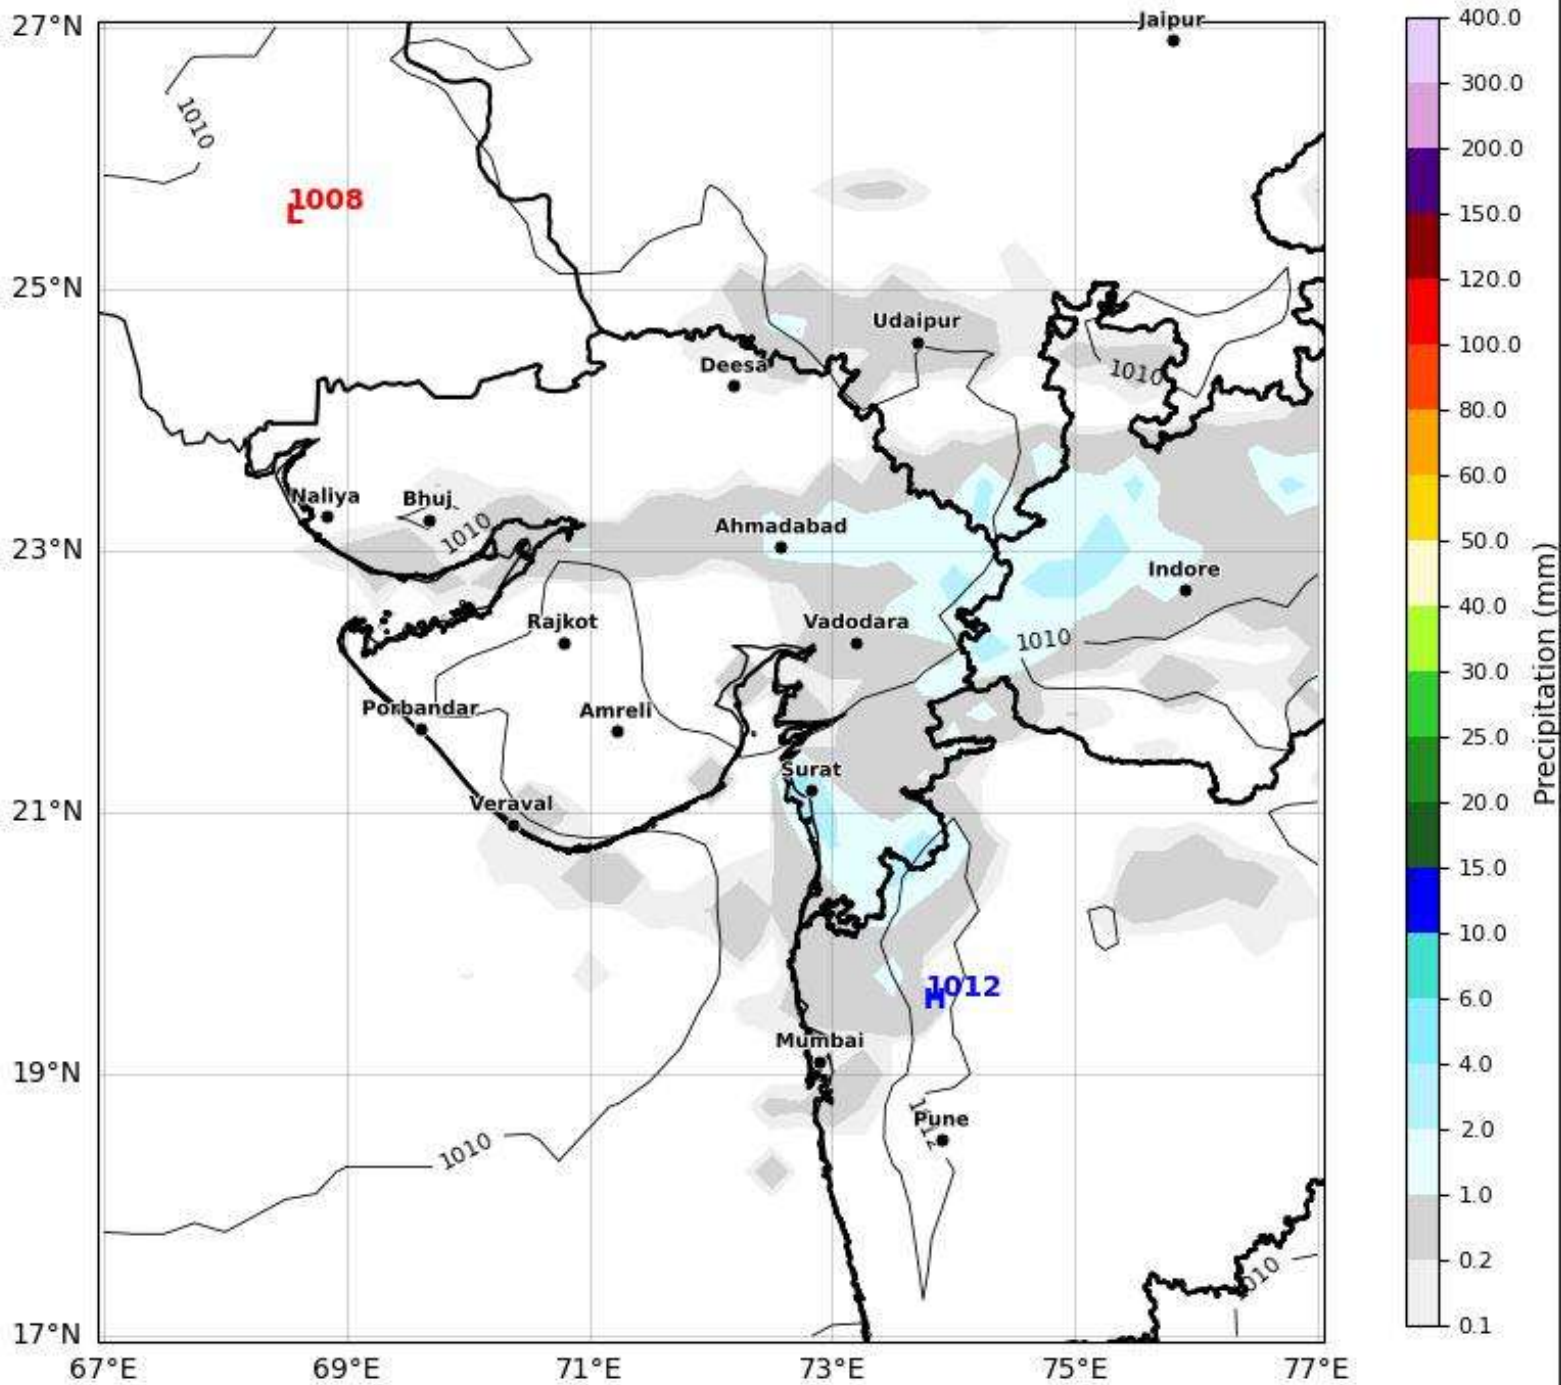 27°N
25°N
23°N
21°N
19°N
17°N
67°E
69°E
71°E
73°E
75°E
77°E
Jaipur
1010
1008
L
Udaipur
Deesa
1010
Naliya
Bhuj
1010
Ahmadabad
Indore
Rajkot
Vadodara
1010
Porbandar
Amreli
Surat
Veraval
1012
H
Mumbai
1012
Pune
1010
1010
400.0
300.0
200.0
150.0
120.0
100.0
80.0
60.0
50.0
40.0
30.0
25.0
20.0
15.0
10.0
6.0
4.0
2.0
1.0
0.2
0.1
Precipitation (mm)